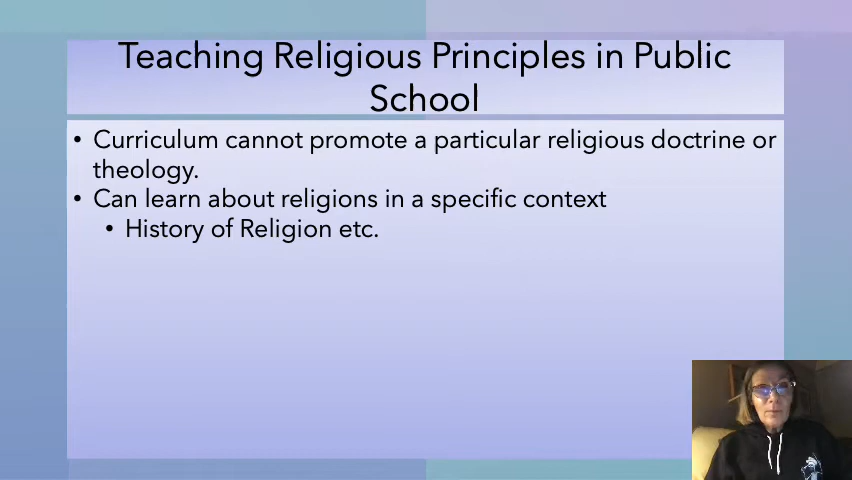 Teaching Religious Principles in Public
School
• Curriculum cannot promote a particular religious doctrine or
theology.
• Can learn about religions in a specific context
• History of Religion etc.